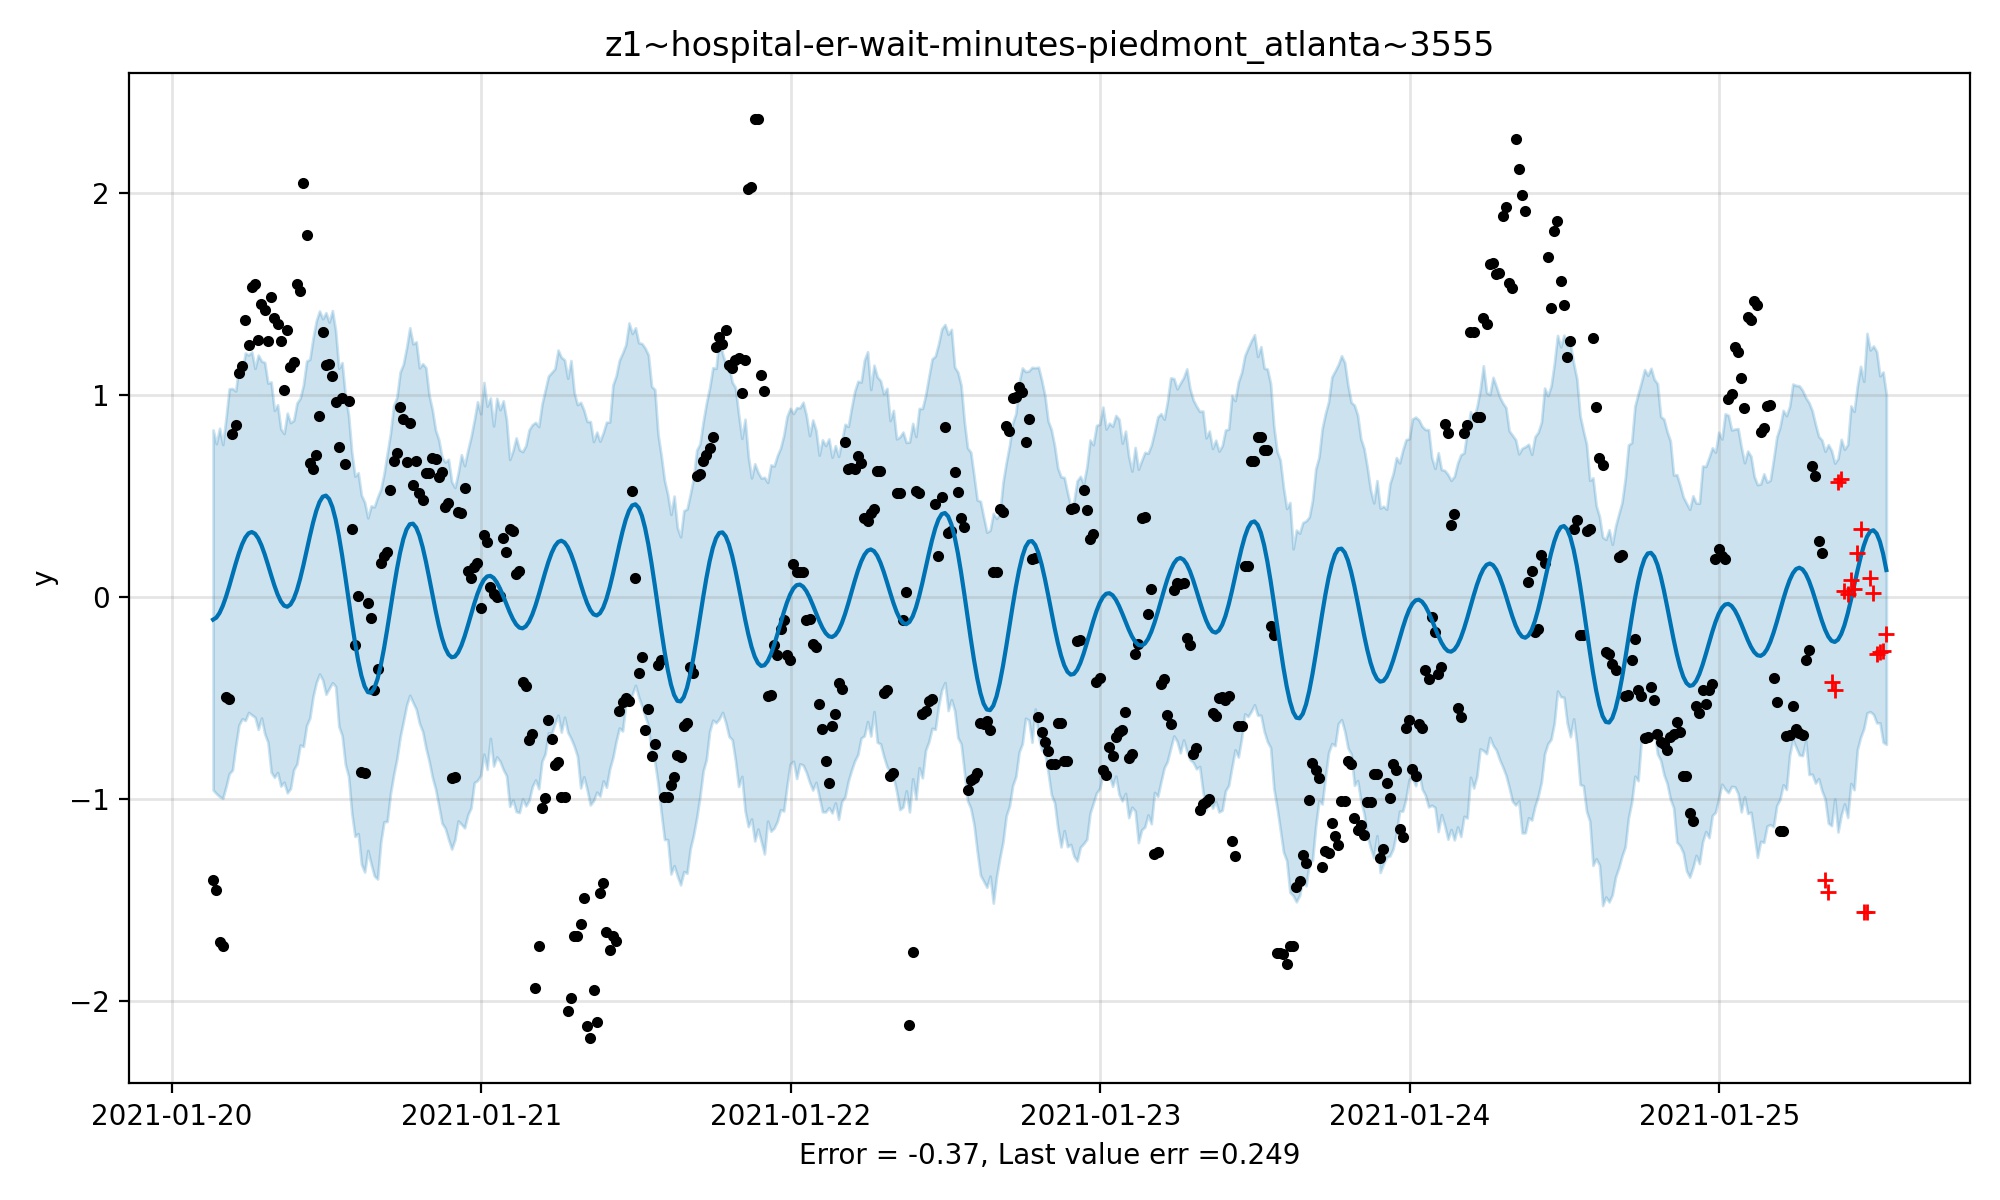 z1~hospital-er-wait-minutes-piedmont_atlanta~3555
y
2
1
0
−1
−2
2021-01-20 2021-01-21 2021-01-22 2021-01-23 2021-01-24 2021-01-25
Error = -0.37, Last value err =0.249